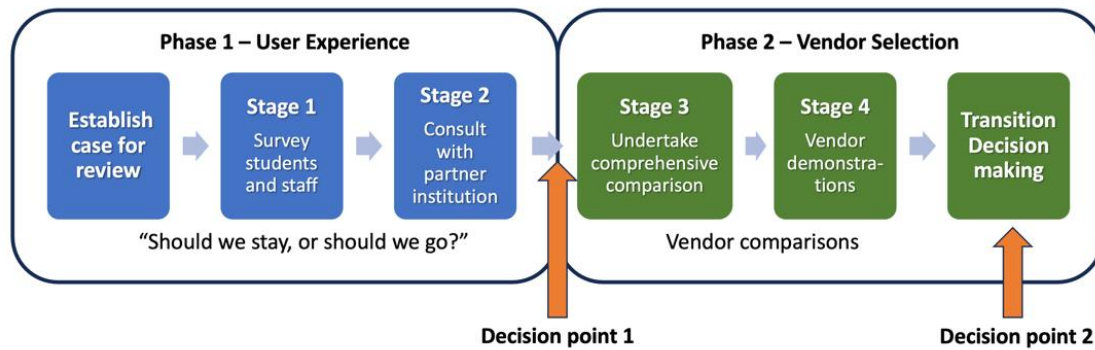 Phase 1 – User Experience
Establish
case for
review
Stage 1
Survey
students
and staff
Stage 2
Consult
with
partner
institution
“Should we stay, or should we go?”
Phase 2 – Vendor Selection
Stage 3
Undertake
comprehensive
comparison
Stage 4
Vendor
demonstra-
tions
Transition
Decision
making
Vendor comparisons
Decision point 1
Decision point 2